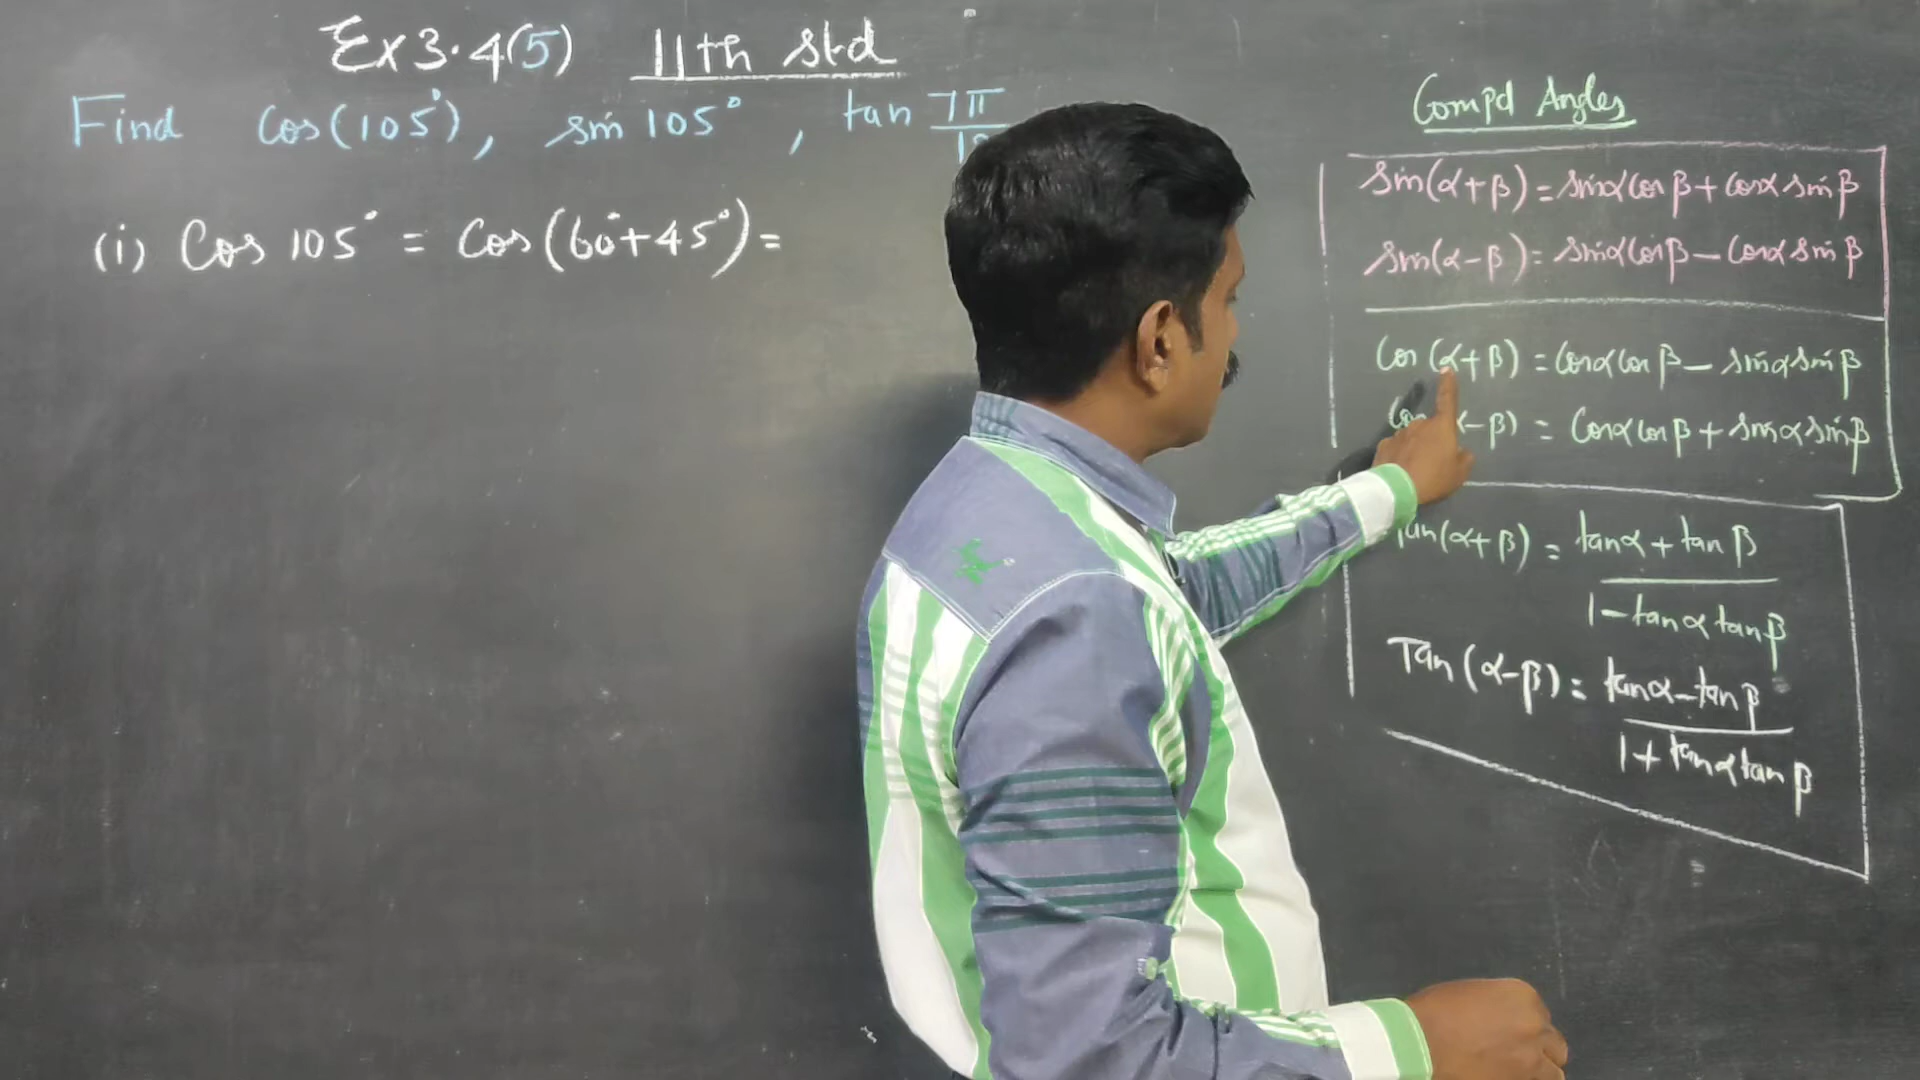 Ex 3.4(5) 11th std
Find cos(105°), sin 105°, tan 7π
(i) Cos 105° = Cos(60°+45°)=
Compd Angles
sin(α+β)=sinα cosβ + cosα sinβ
sin(α-β)= sinα cosβ - cosα sinβ
cos(α+β) = cosα cosβ - sinα sinβ
-β) = cosα cosβ + sinα sinβ
Tan(α+β) = tanα + tanβ
1-tanα tanβ
Tan(α-β)= tanα-tanβ
1+tanα tanβ